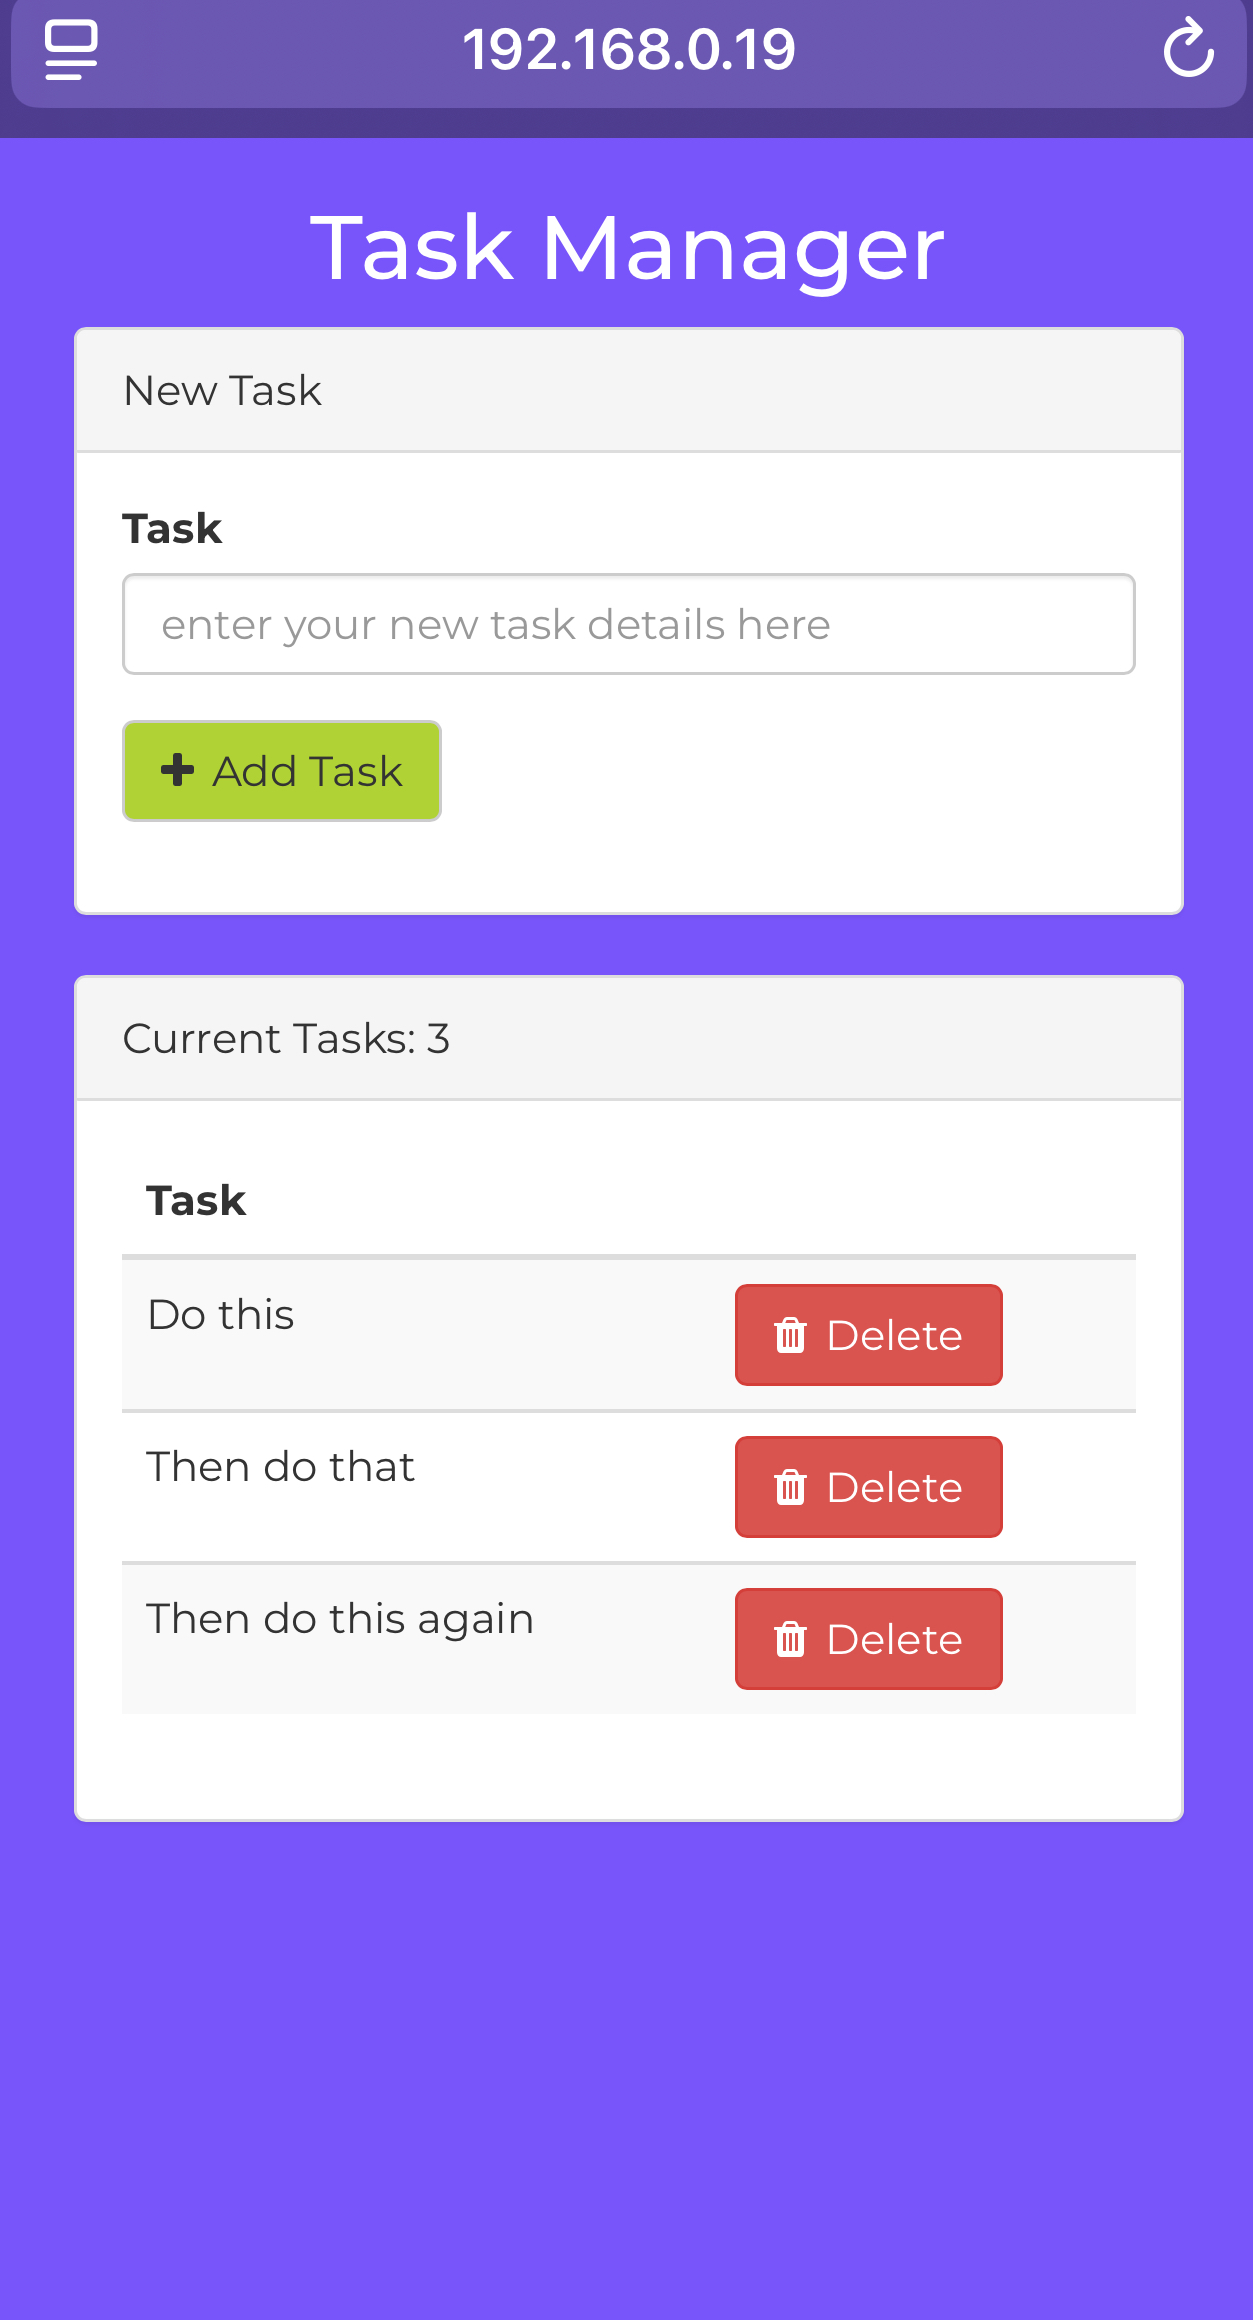 192.168.0.19
Task Manager
New Task
Task
enter your new task details here
Add Task
Current Tasks: 3
Task
Do this
Delete
Then do that
Delete
Then do this again
Delete